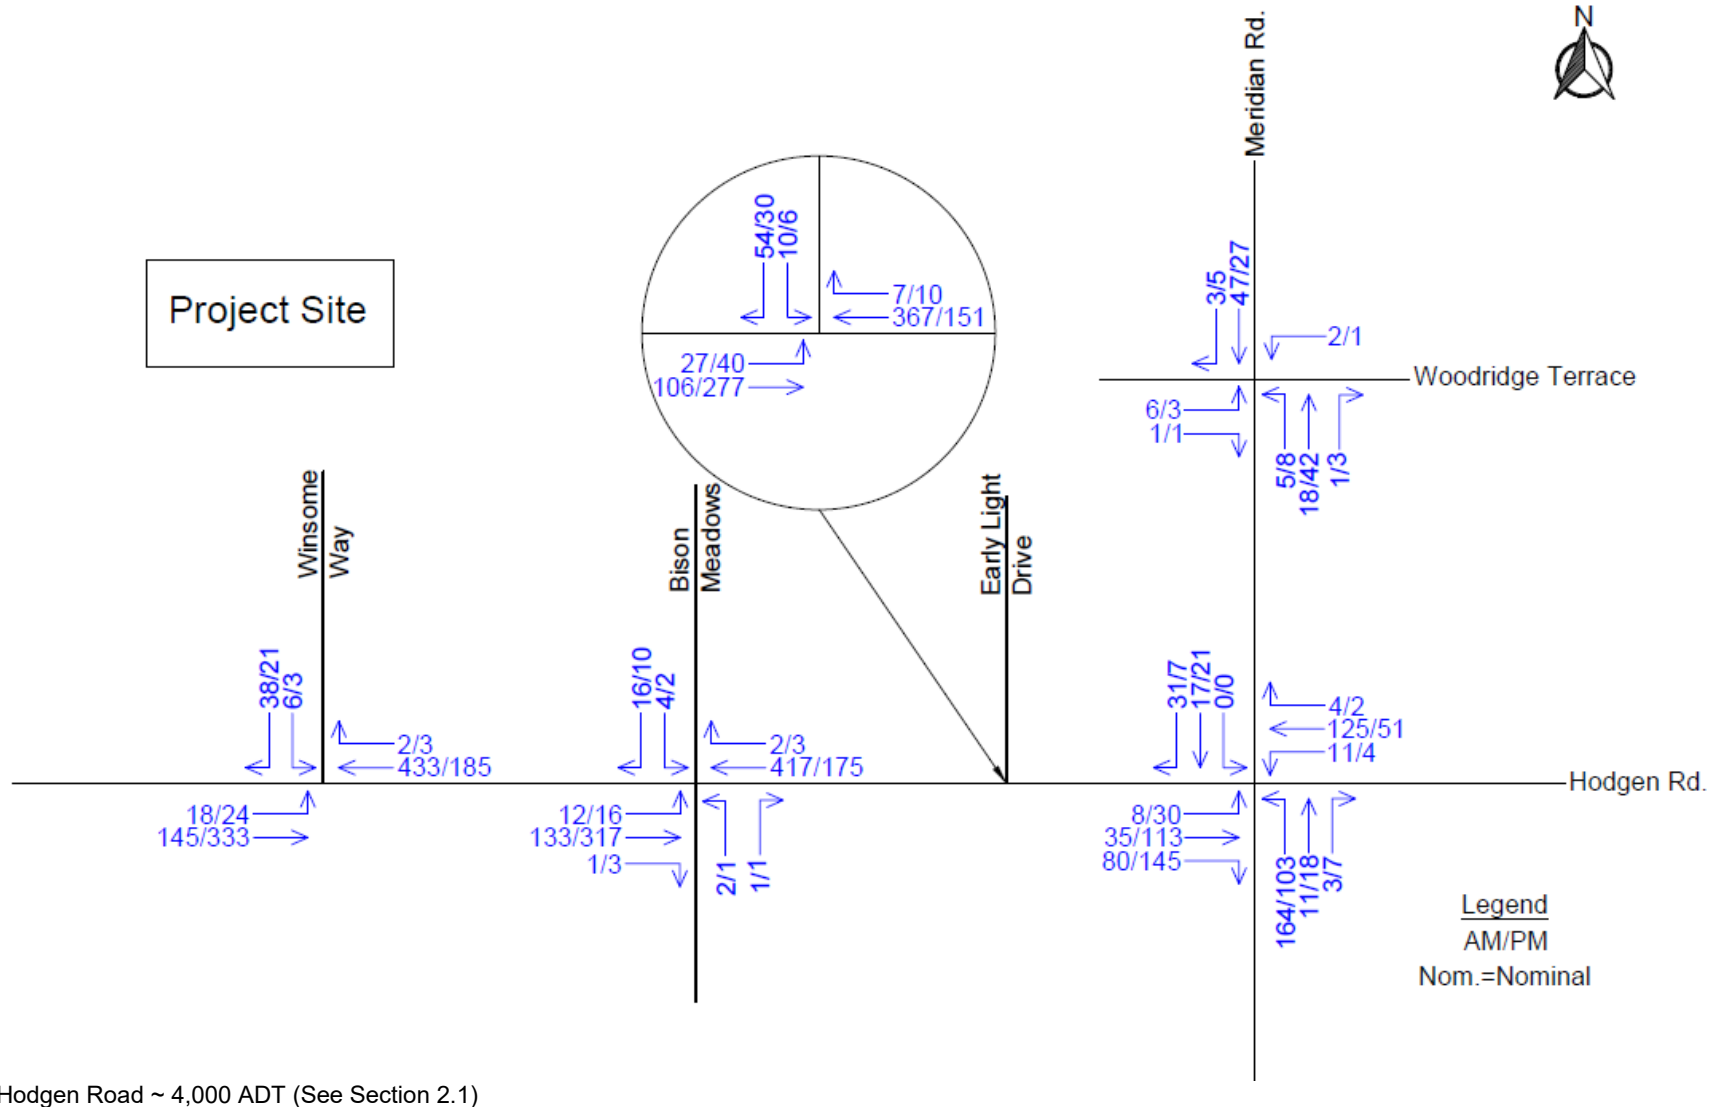 N
Meridian Rd.
Project Site
54/30
10/6
7/10
367/151
27/40
106/277
3/5
47/27
2/1
Woodridge Terrace
6/3
1/1
5/8
18/42
1/3
Winsome
Way
Bison
Meadows
Early Light
Drive
38/21
6/3
2/3
433/185
18/24
145/333
16/10
4/2
2/3
417/175
12/16
133/317
1/3
2/1
1/1
31/7
17/21
0/0
4/2
125/51
11/4
Hodgen Rd.
8/30
35/113
80/145
164/103
11/18
3/7
Legend
AM/PM
Nom.=Nominal
Hodgen Road ~ 4,000 ADT (See Section 2.1)